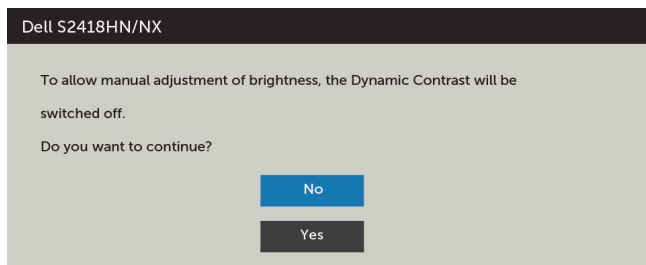 Dell S2418HN/NX
To allow manual adjustment of brightness, the Dynamic Contrast will be
switched off.
Do you want to continue?
No
Yes